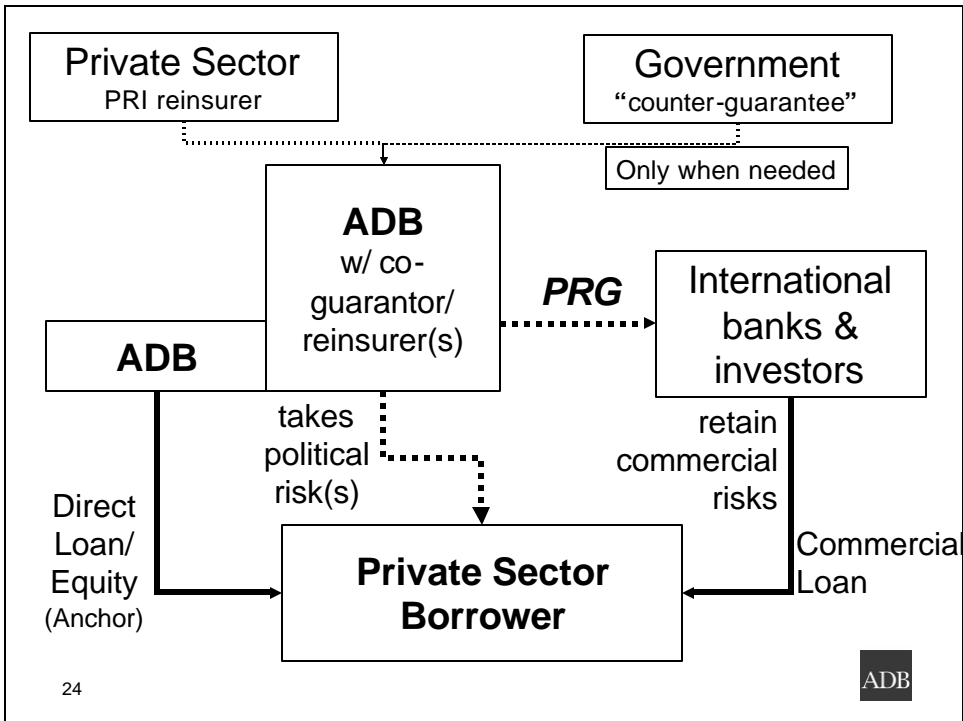 Private Sector
PRI reinsurer
Government
“counter-guarantee”
Only when needed
ADB
w/ co-
guarantor/
reinsurer(s)
PRG
International
banks &
investors
ADB
takes
political
risk(s)
retain
commercial
risks
Direct
Loan/
Equity
(Anchor)
Commercial
Loan
Private Sector
Borrower
24
ADB